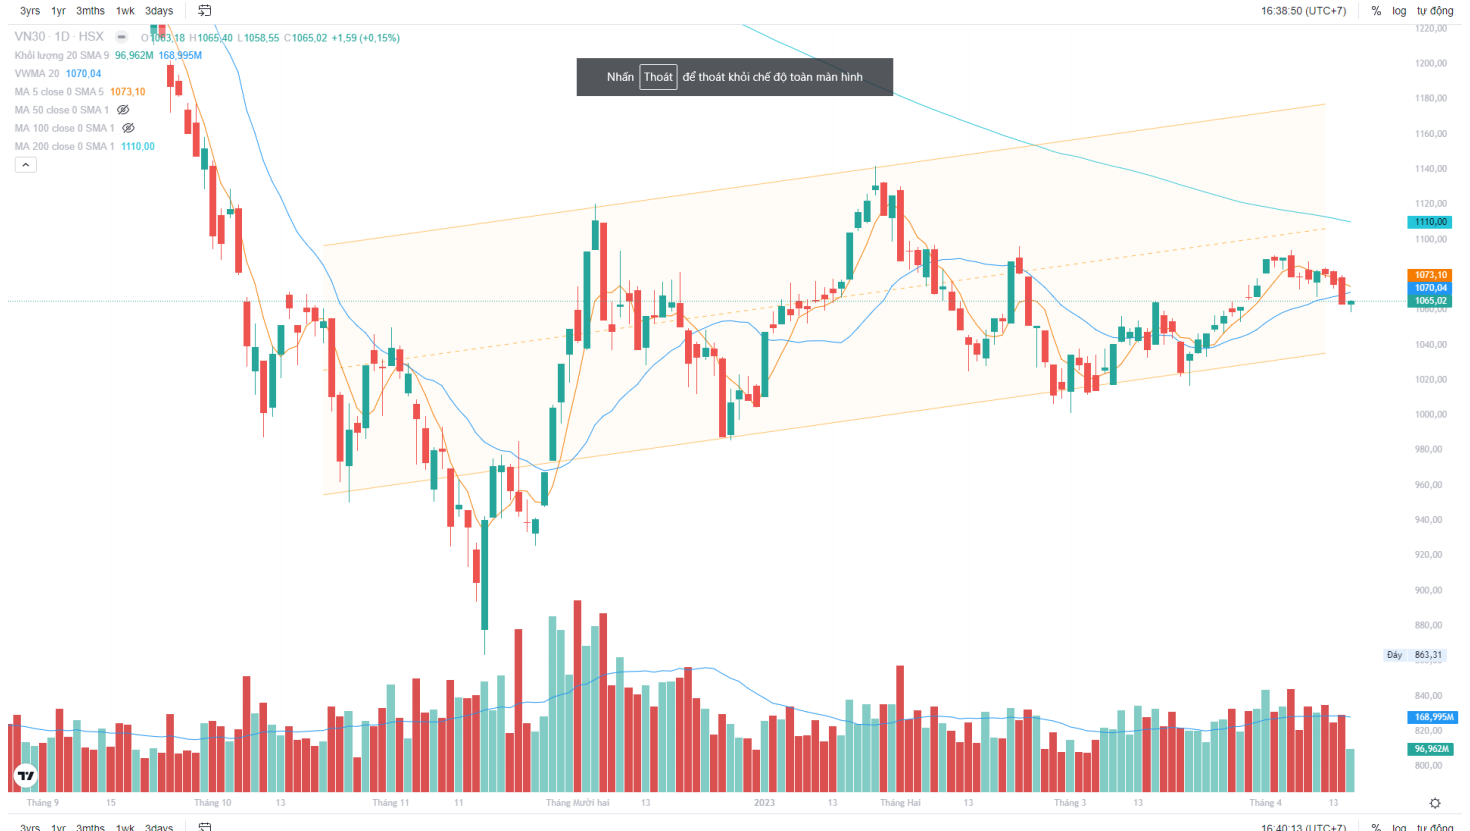 3yrs 1yr 3mths 1wk 3days 16:38:50 (UTC+7) % log tự động
VN30 · 1D · HSX O1063,18 H1065,40 L1058,55 C1065,02 +1,59 (+0,15%)
Khối lượng 20 SMA 9 96,962M 168,995M
VWMA 20 1070,04
MA 5 close 0 SMA 5 1073,10
MA 50 close 0 SMA 1
MA 100 close 0 SMA 1
MA 200 close 0 SMA 1 1110,00
Nhấn Thoát để thoát khỏi chế độ toàn màn hình
1220,00
1200,00
1180,00
1160,00
1140,00
1120,00
1110,00
1100,00
1073,10
1070,04
1065,02
1060,00
1040,00
1020,00
1000,00
980,00
960,00
940,00
920,00
900,00
880,00
Đáy 863,31
840,00
168,995M
820,00
96,962M
800,00
Tháng 9 15 Tháng 10 13 Tháng 11 11 Tháng Mười hai 13 2023 13 Tháng Hai 13 Tháng 3 13 Tháng 4 13
3yrs 1yr 3mths 1wk 3days 16:40:13 (UTC+7) % log tự động